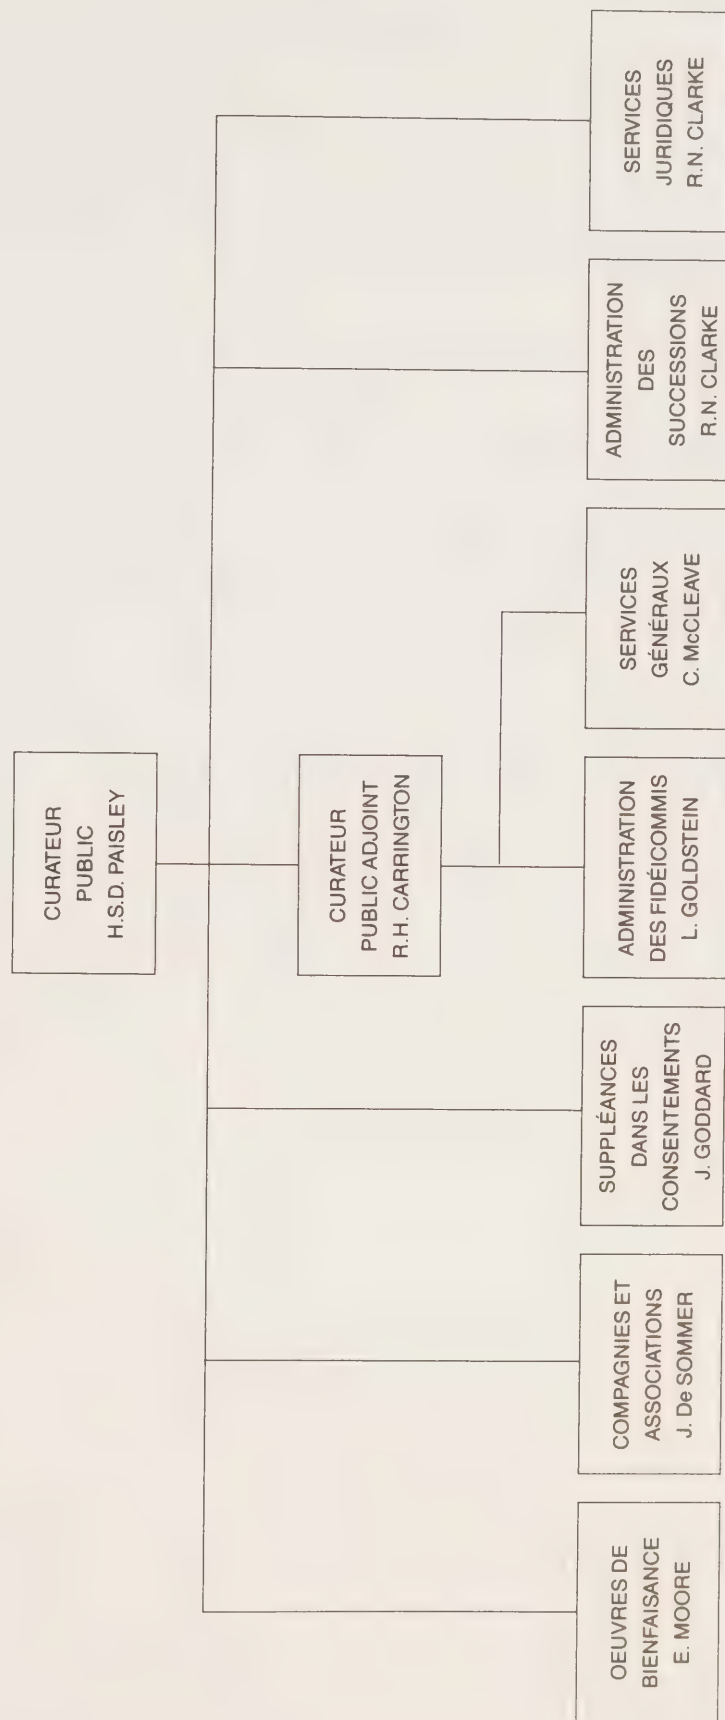 CURATEUR
PUBLIC
H.S.D. PAISLEY
CURATEUR
PUBLIC ADJOINT
R.H. CARRINGTON
OEUVRES DE
BIENFAISANCE
E. MOORE
COMPAGNIES ET
ASSOCIATIONS
J. De SOMMER
SUPPLÉANCES
DANS LES
CONSENTEMENTS
J. GODDARD
ADMINISTRATION
DES FIDÉICOMMIS
L. GOLDSTEIN
SERVICES
GÉNÉRAUX
C. McCLEAVE
ADMINISTRATION
DES
SUCCESSIONS
R.N. CLARKE
SERVICES
JURIDIQUES
R.N. CLARKE